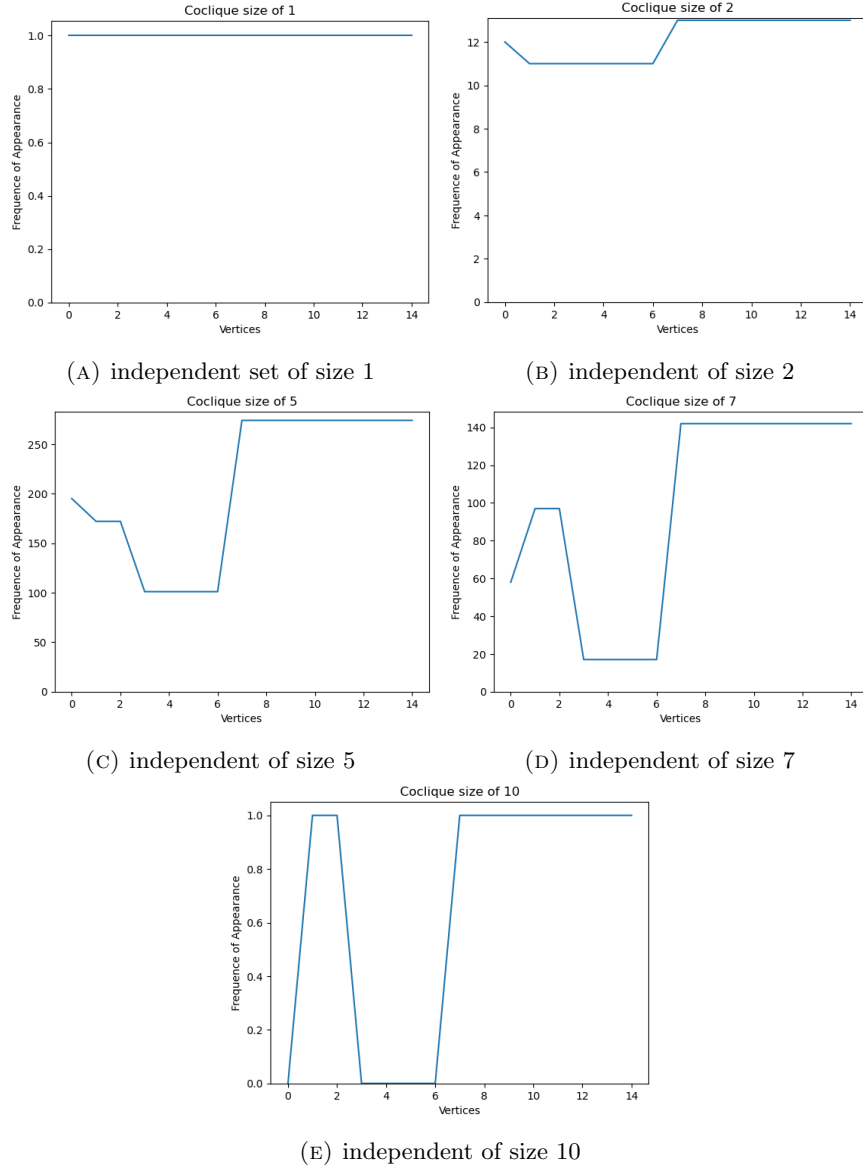 Coclique size of 1
Frequence of Appearance
1.0
0.8
0.6
0.4
0.2
0.0
0 2 4 6 8 10 12 14
Vertices
(A) independent set of size 1
Coclique size of 2
Frequence of Appearance
12
10
8
6
4
2
0
0 2 4 6 8 10 12 14
Vertices
(B) independent of size 2
Coclique size of 5
Frequence of Appearance
250
200
150
100
50
0
0 2 4 6 8 10 12 14
Vertices
(C) independent of size 5
Coclique size of 7
Frequence of Appearance
140
120
100
80
60
40
20
0
0 2 4 6 8 10 12 14
Vertices
(D) independent of size 7
Coclique size of 10
Frequence of Appearance
1.0
0.8
0.6
0.4
0.2
0.0
0 2 4 6 8 10 12 14
Vertices
(E) independent of size 10